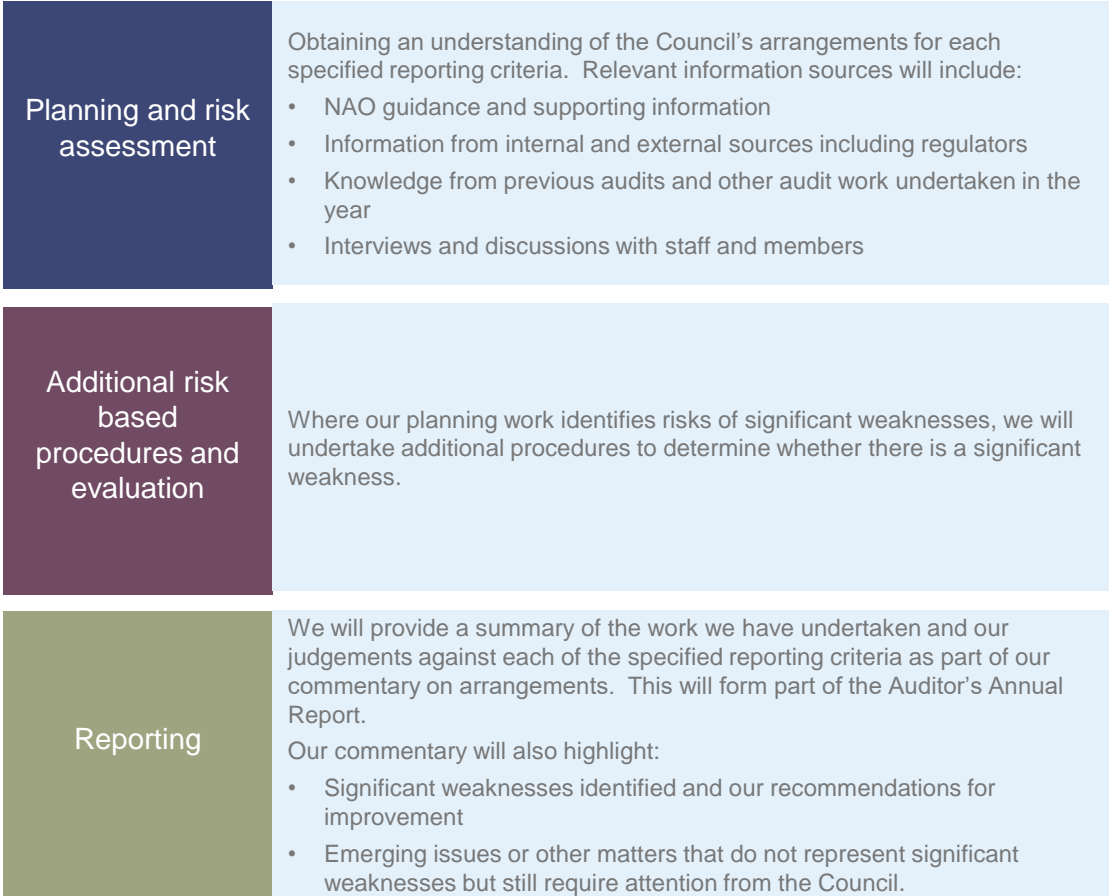 Planning and risk
assessment
Obtaining an understanding of the Council's arrangements for each
specified reporting criteria.  Relevant information sources will include:
• NAO guidance and supporting information
• Information from internal and external sources including regulators
• Knowledge from previous audits and other audit work undertaken in the
year
• Interviews and discussions with staff and members
Additional risk
based
procedures and
evaluation
Where our planning work identifies risks of significant weaknesses, we will
undertake additional procedures to determine whether there is a significant
weakness.
Reporting
We will provide a summary of the work we have undertaken and our
judgements against each of the specified reporting criteria as part of our
commentary on arrangements.  This will form part of the Auditor's Annual
Report.
Our commentary will also highlight:
• Significant weaknesses identified and our recommendations for
improvement
• Emerging issues or other matters that do not represent significant
weaknesses but still require attention from the Council.